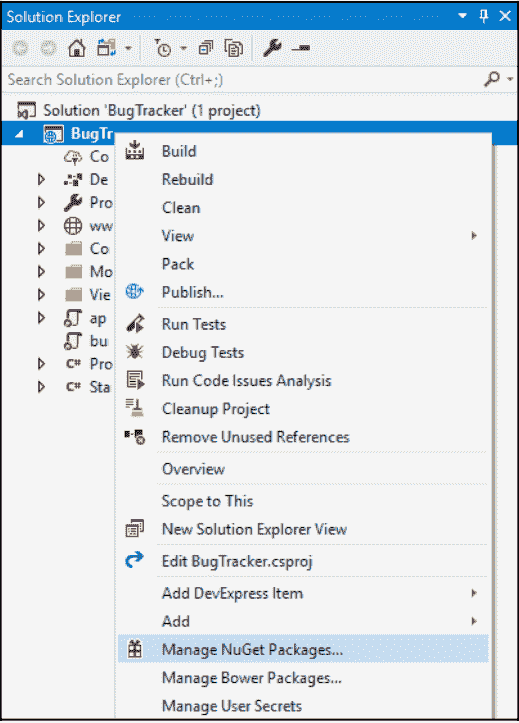 Solution Explorer
Search Solution Explorer (Ctrl+;)
Solution 'BugTracker' (1 project)
BugTr
Co
De
Pro
ww
Co
Mo
Vie
ap
bu
C# Pro
C# Sta
Build
Rebuild
Clean
View
Pack
Publish...
Run Tests
Debug Tests
Run Code Issues Analysis
Cleanup Project
Remove Unused References
Overview
Scope to This
New Solution Explorer View
Edit BugTracker.csproj
Add DevExpress Item
Add
Manage NuGet Packages...
Manage Bower Packages...
Manage User Secrets